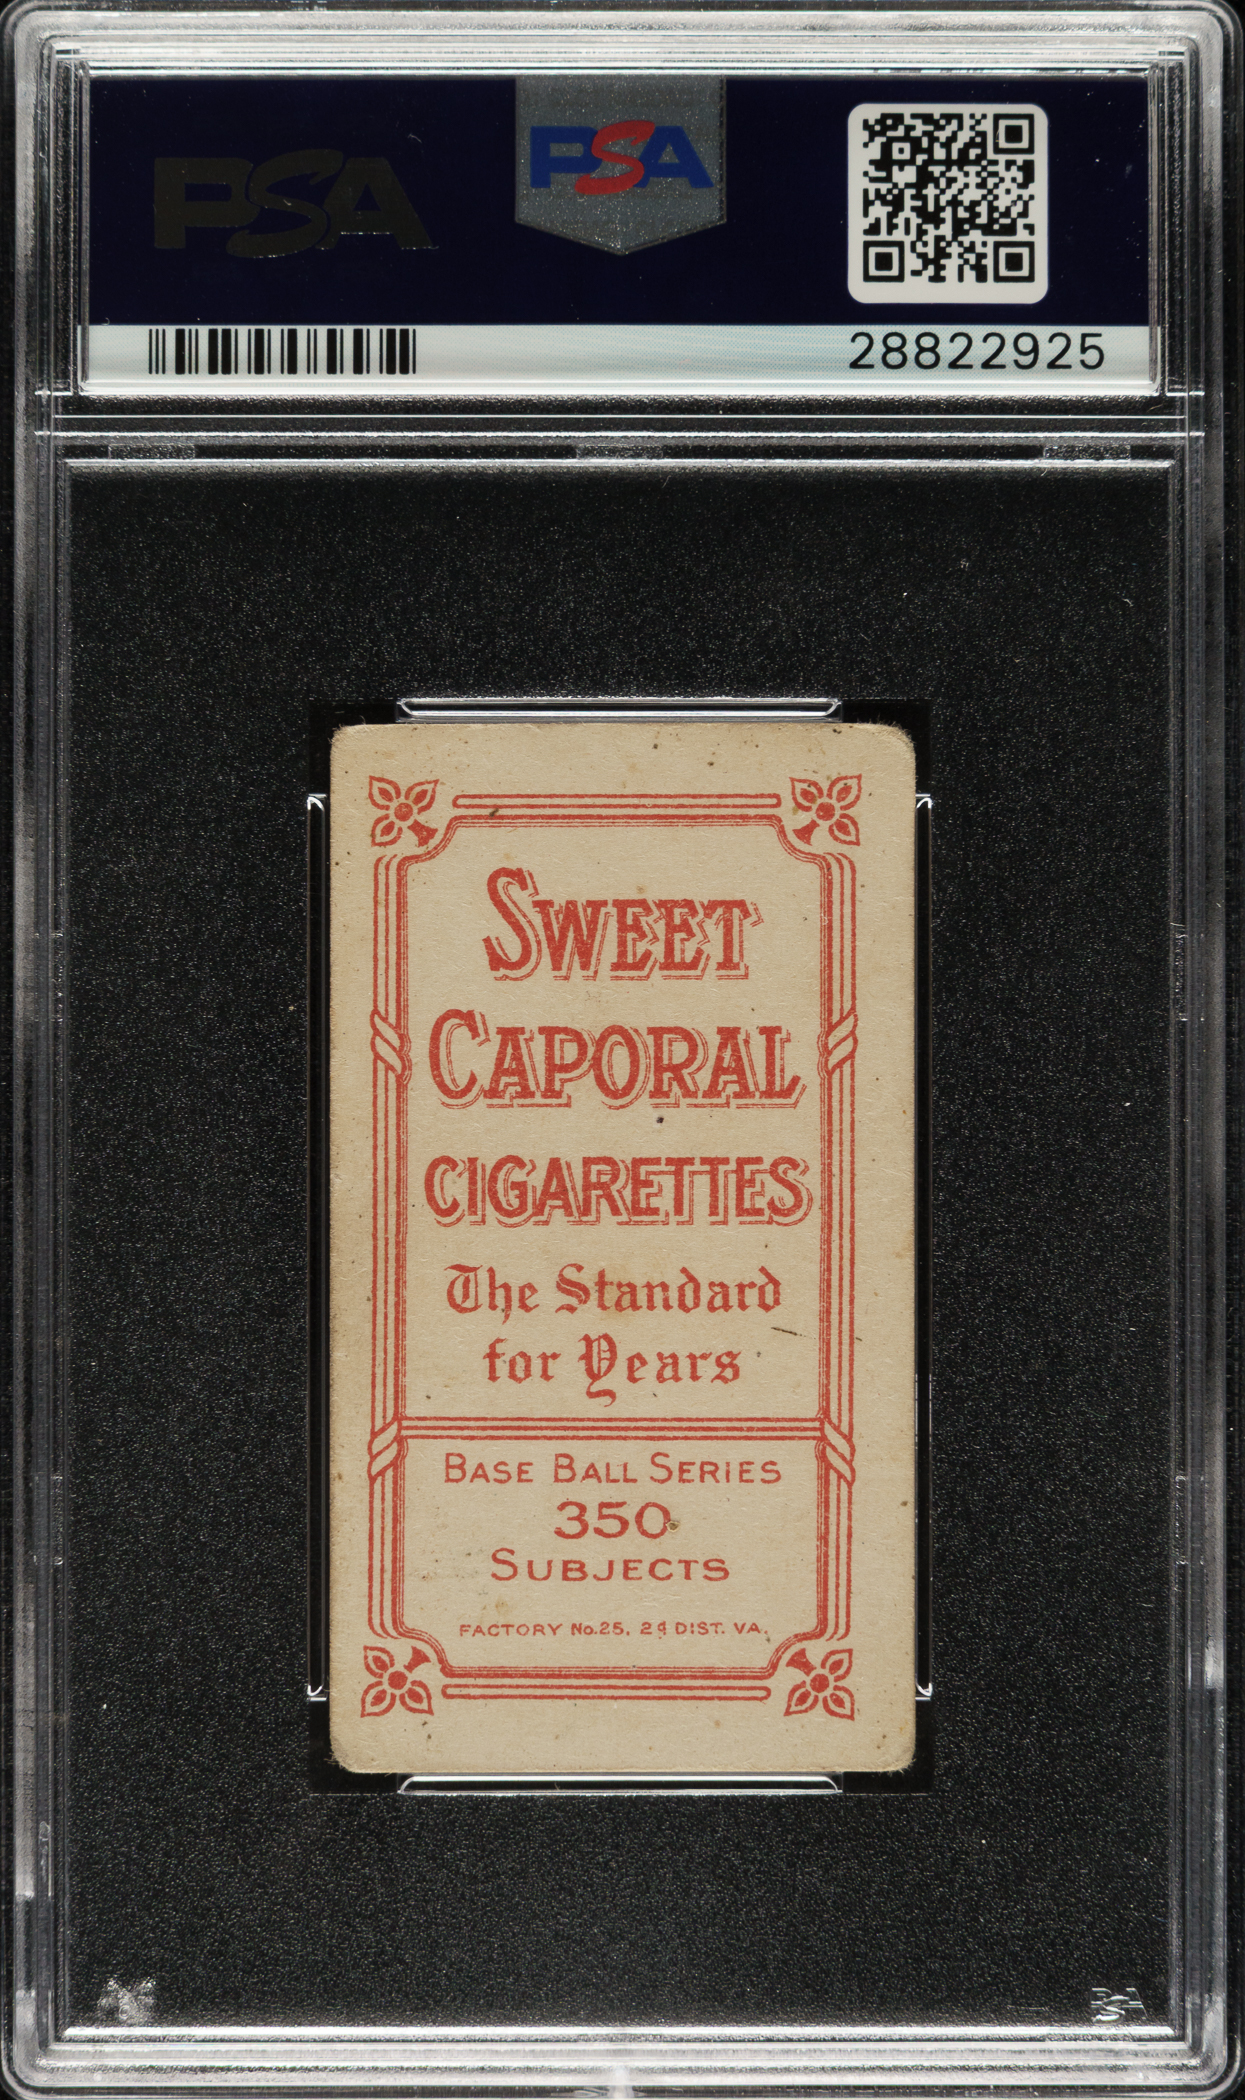 PSA
PSA
28822925
SWEET
CAPORAL
CIGARETTES
The Standard
for Years
BASE BALL SERIES
350
SUBJECTS
FACTORY No.25, 2d DIST. VA.
PSA